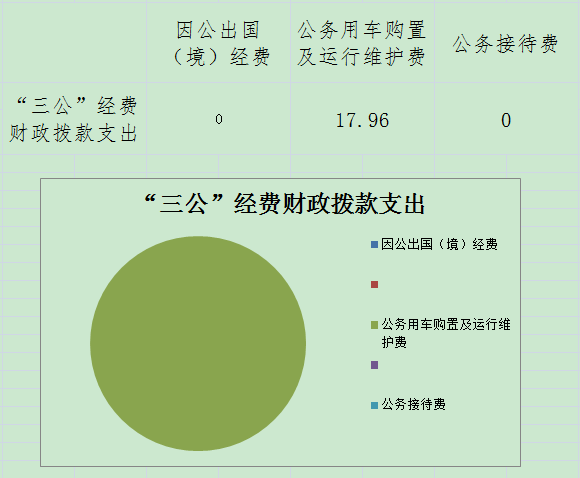 因公出国
（境）经费
公务用车购置
及运行维护费
公务接待费
“三公”经费
财政拨款支出
0
17.96
0
“三公”经费财政拨款支出
因公出国（境）经费
公务用车购置及运行维
护费
公务接待费